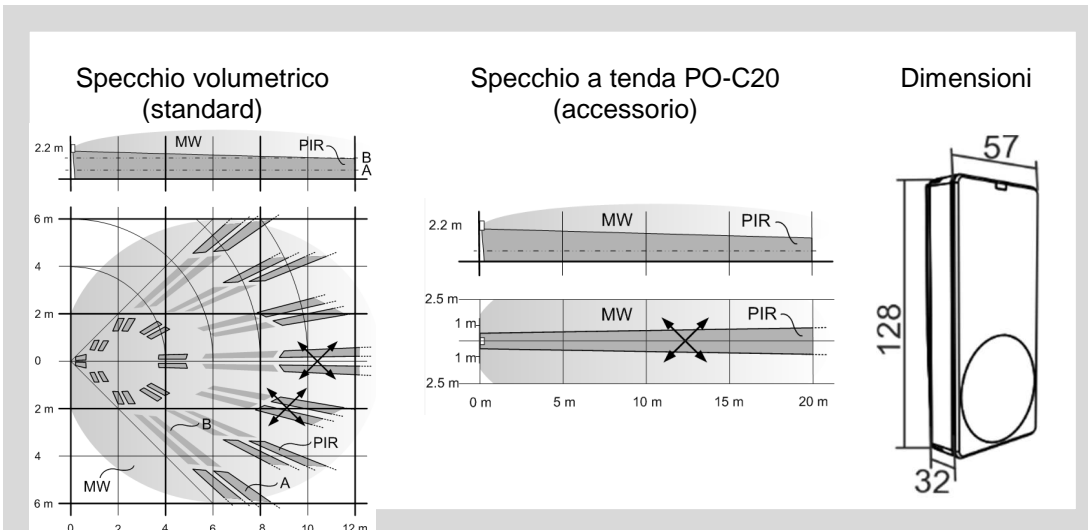 Specchio volumetrico
(standard)
2.2 m
MW
PIR
B
A
6 m
4
2 m
0
2 m
4
6 m
B
PIR
A
MW
0 2 4 6 8 10 12 m
Specchio a tenda PO-C20
(accessorio)
2.2 m
MW
PIR
2.5 m
1 m
1 m
2.5 m
MW
PIR
0 m 5 m 10 m 15 m 20 m
Dimensioni
57
128
32